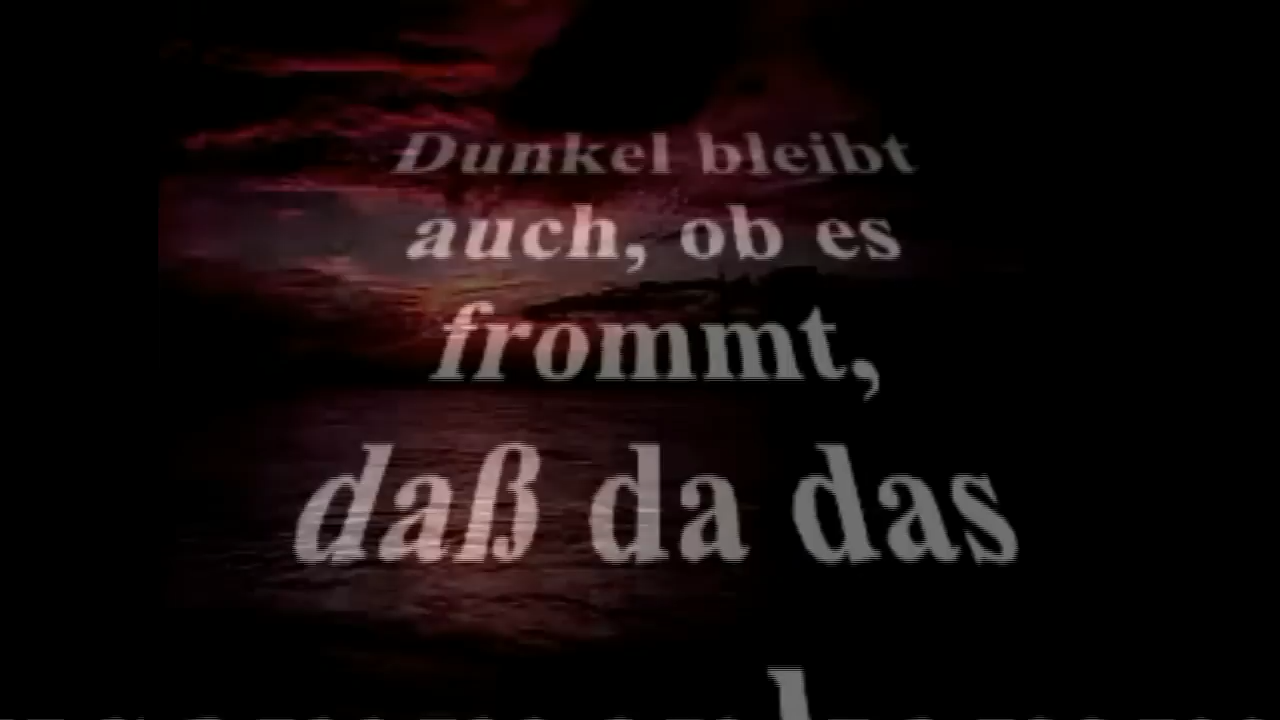 Dunkel bleibt
auch, ob es
frommt,
daß da das